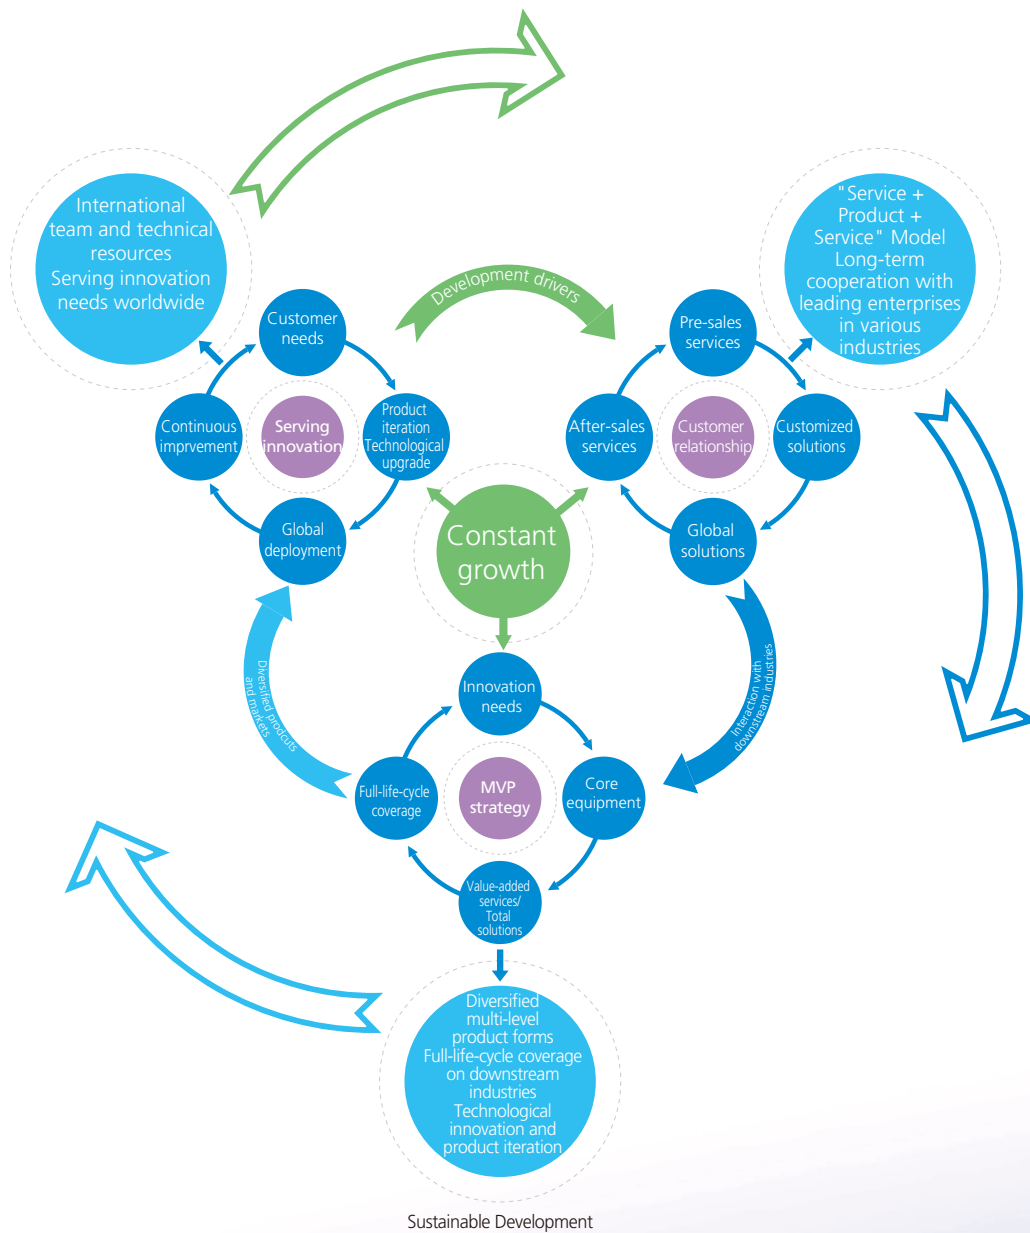 International
team and technical
resources
Serving innovation
needs worldwide
"Service +
Product +
Service" Model
Long-term
cooperation with
leading enterprises
in various
industries
Development drivers
Customer
needs
Product
iteration
Technological
upgrade
Global
deployment
Continuous
imprvement
Serving
innovation
Pre-sales
services
Customized
solutions
Global
solutions
After-sales
services
Customer
relationship
Constant
growth
Diversified prodcuts
and markets
Interaction with
downstream industries
Innovation
needs
Core
equipment
Value-added
services/
Total
solutions
Full-life-cycle
coverage
MVP
strategy
Diversified
multi-level
product forms
Full-life-cycle coverage
on downstream
industries
Technological
innovation and
product iteration
Sustainable Development